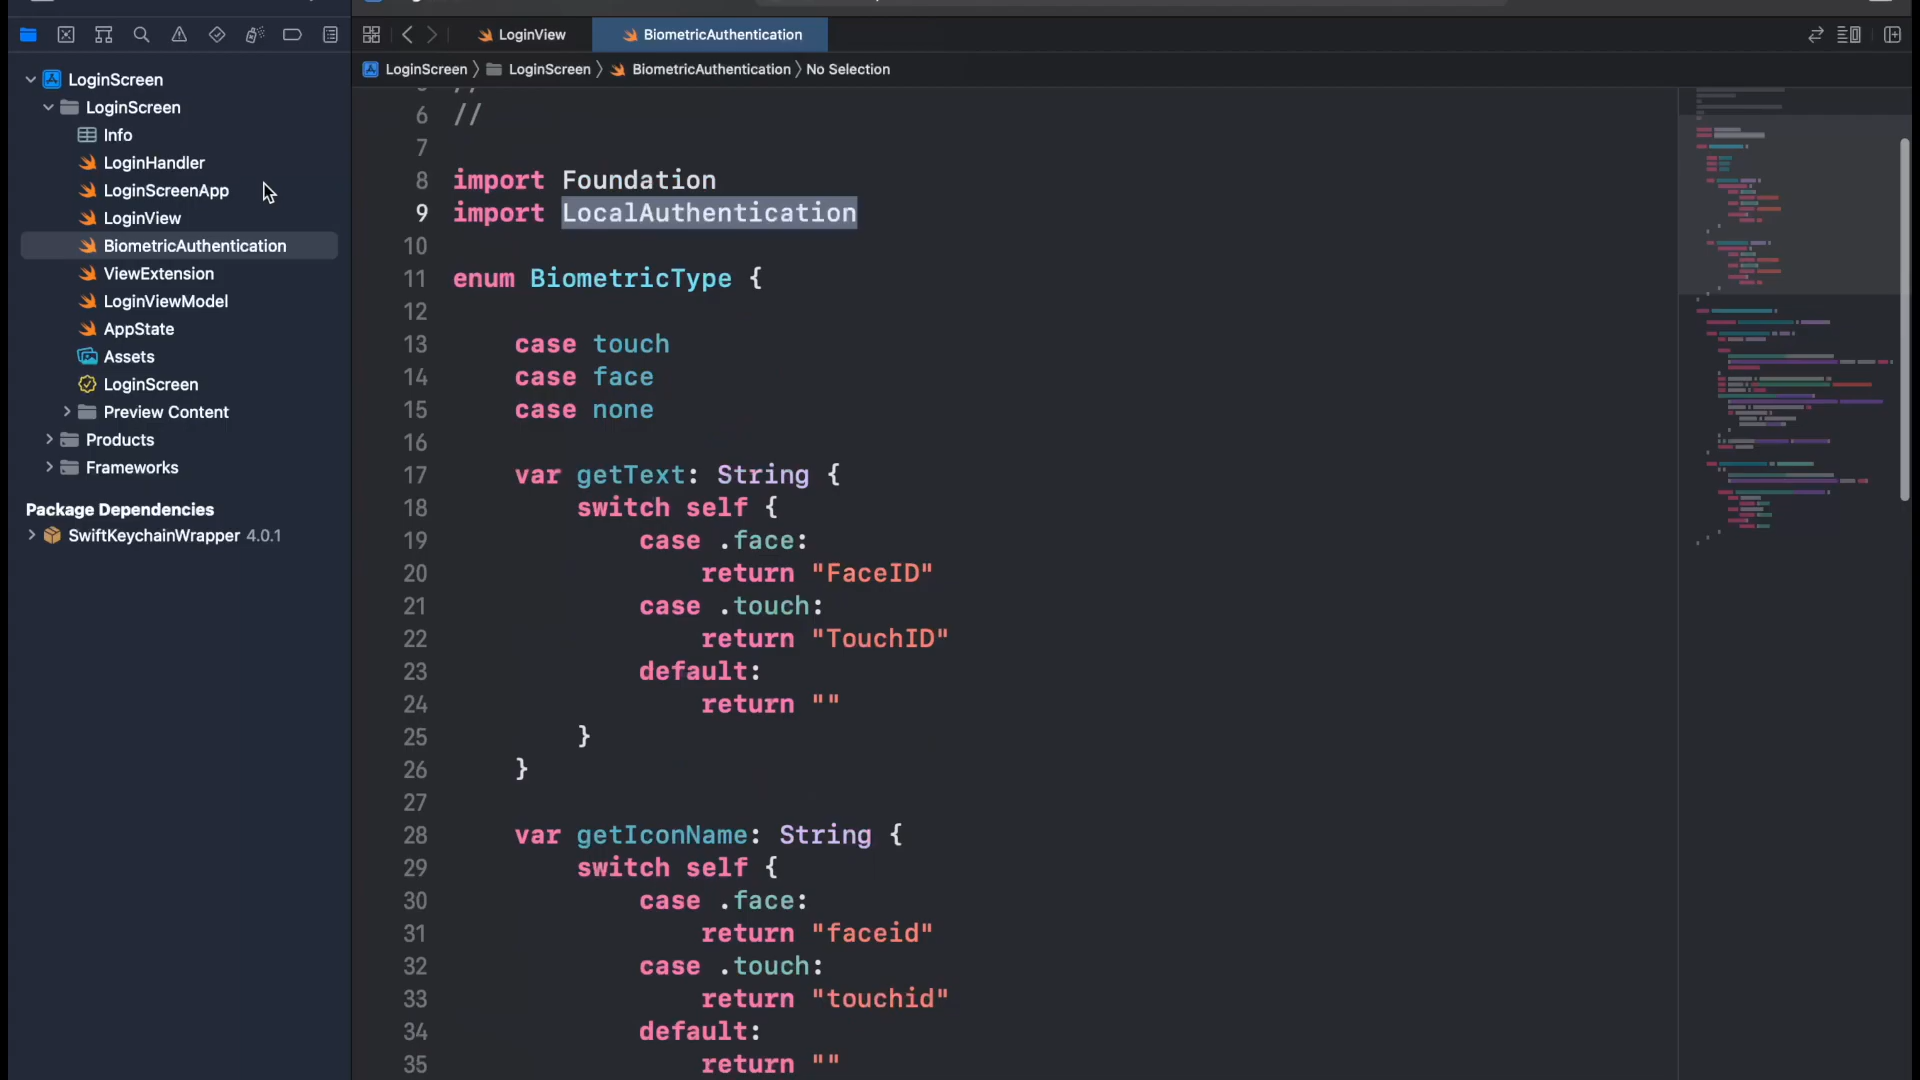 LoginView
BiometricAuthentication
LoginScreen
LoginScreen
BiometricAuthentication
No Selection
LoginScreen
LoginScreen
Info
LoginHandler
LoginScreenApp
LoginView
BiometricAuthentication
ViewExtension
LoginViewModel
AppState
Assets
LoginScreen
Preview Content
Products
Frameworks
Package Dependencies
SwiftKeychainWrapper 4.0.1
6 //
7
8 import Foundation
9 import LocalAuthentication
10
11 enum BiometricType {
12
13 case touch
14 case face
15 case none
16
17 var getText: String {
18 switch self {
19 case .face:
20 return "FaceID"
21 case .touch:
22 return "TouchID"
23 default:
24 return ""
25 }
26 }
27
28 var getIconName: String {
29 switch self {
30 case .face:
31 return "faceid"
32 case .touch:
33 return "touchid"
34 default:
35 return ""